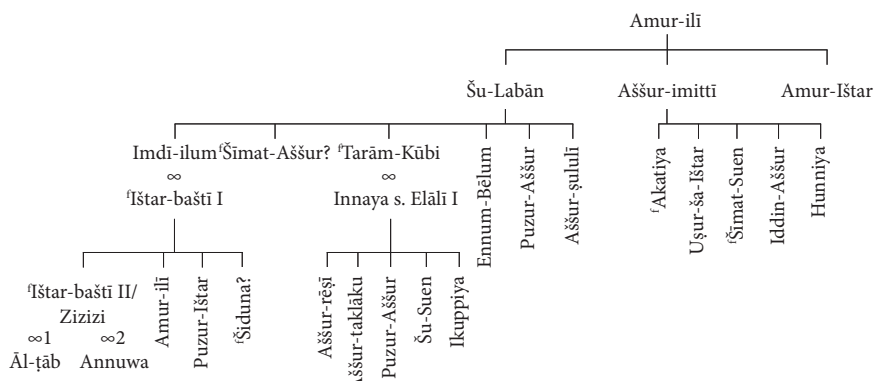 Amur-ilī
Šu-Labān Aššur-imittī Amur-Ištar
Imdī-ilum ᶠŠīmat-Aššur? ᶠTarām-Kūbi
∞ ∞
ᶠIštar-baštī I Innaya s. Elālī I
Ennum-Bēlum
Puzur-Aššur
Aššur-ṣululī
ᶠAkatiya
Uṣur-ša-Ištar
ᶠŠīmat-Suen
Iddin-Aššur
Hunniya
ᶠIštar-baštī II/
Zizizi
∞1 ∞2
Āl-ṭāb Annuwa
Amur-ilī
Puzur-Ištar
ᶠŠiduna?
Aššur-rēṣī
Aššur-taklāku
Puzur-Aššur
Šu-Suen
Ikuppiya